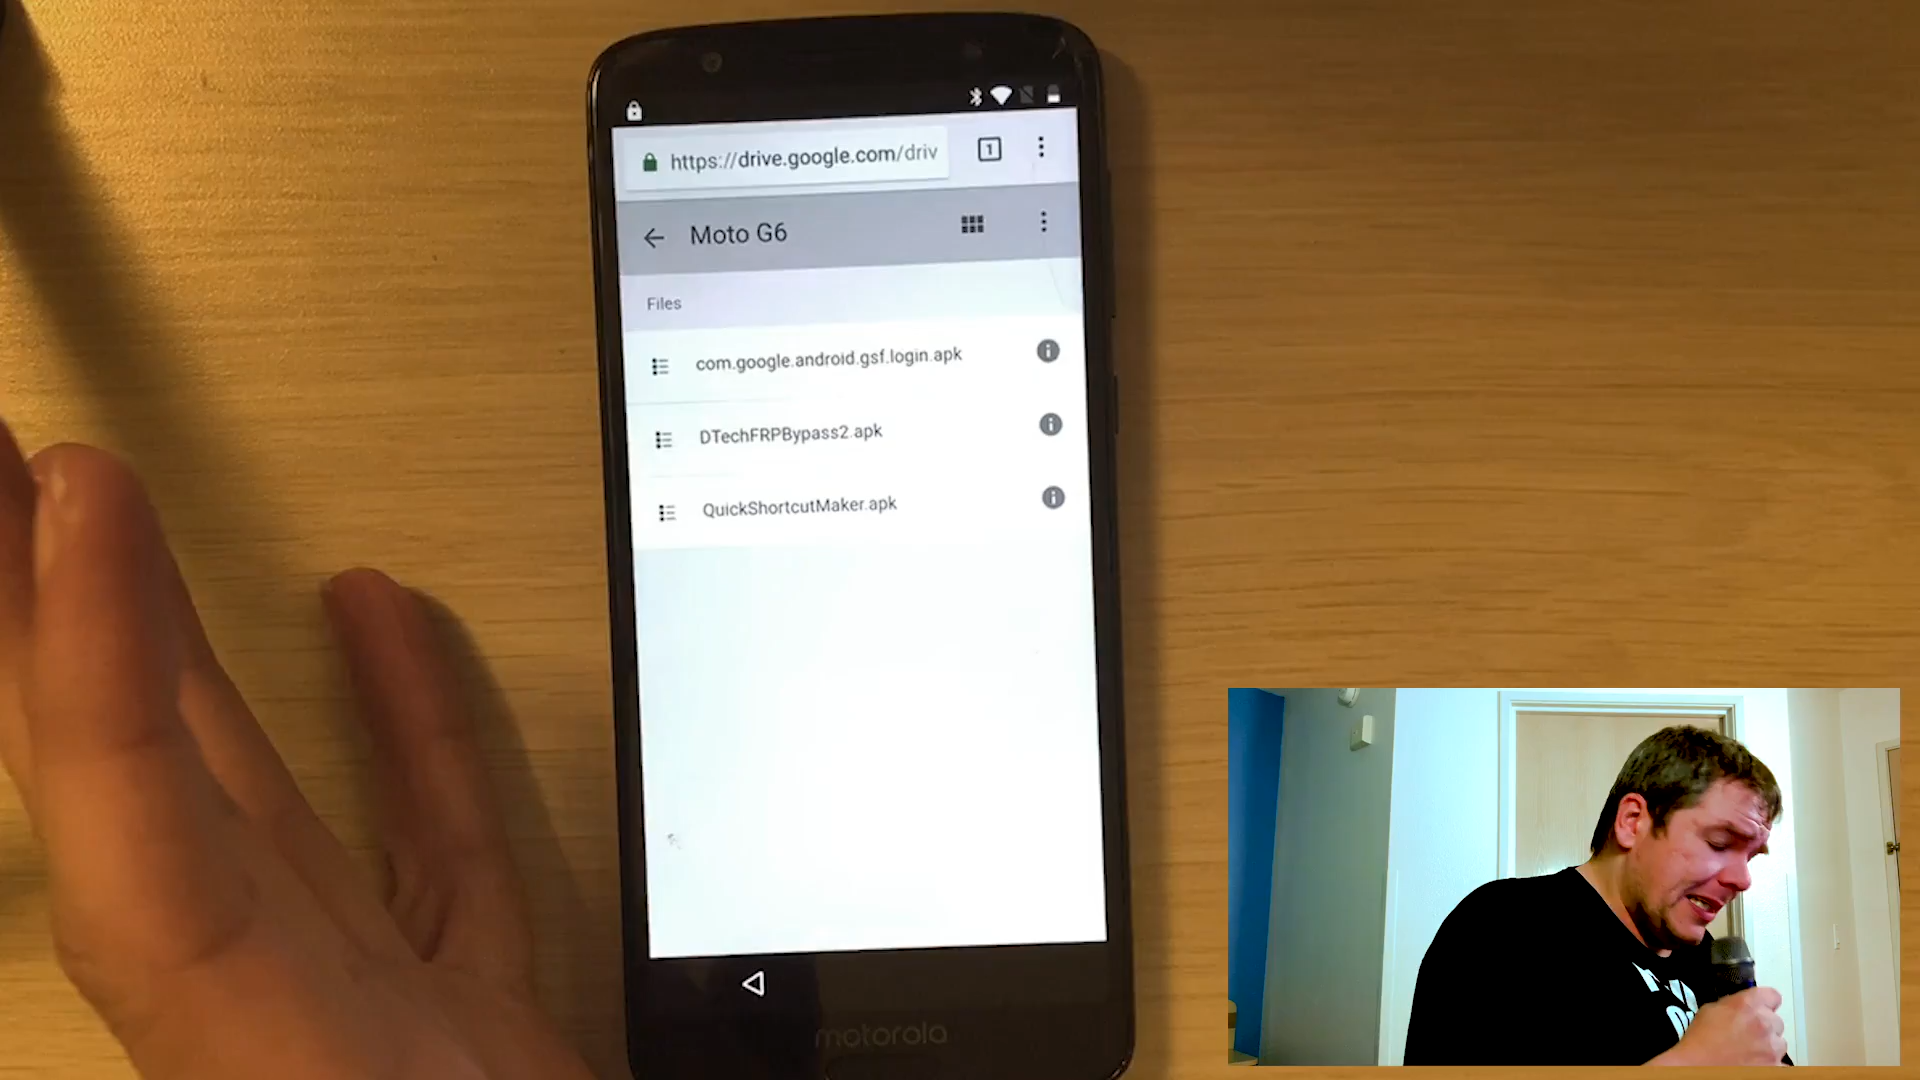 https://drive.google.com/driv
1
Moto G6
Files
com.google.android.gsf.login.apk
DTechFRPBypass2.apk
QuickShortcutMaker.apk
motorola